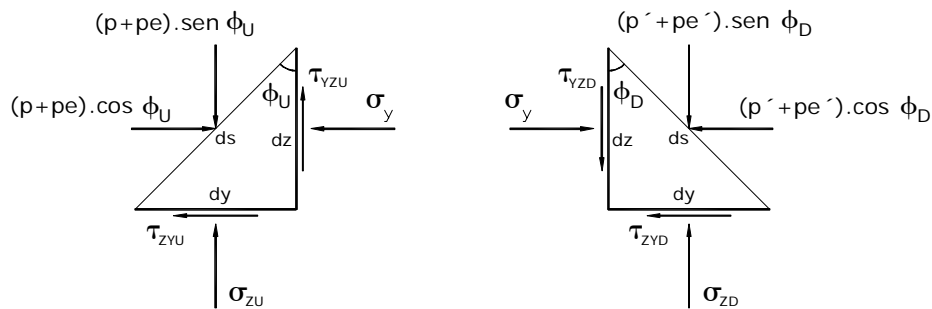 (p+pe).sen ϕU
(p+pe).cos ϕU
ϕU
τYZU
σy
ds
dz
dy
τZYU
σZU
(p´+pe´).sen ϕD
τYZD
ϕD
σy
(p´+pe´).cos ϕD
dz
ds
dy
τZYD
σZD